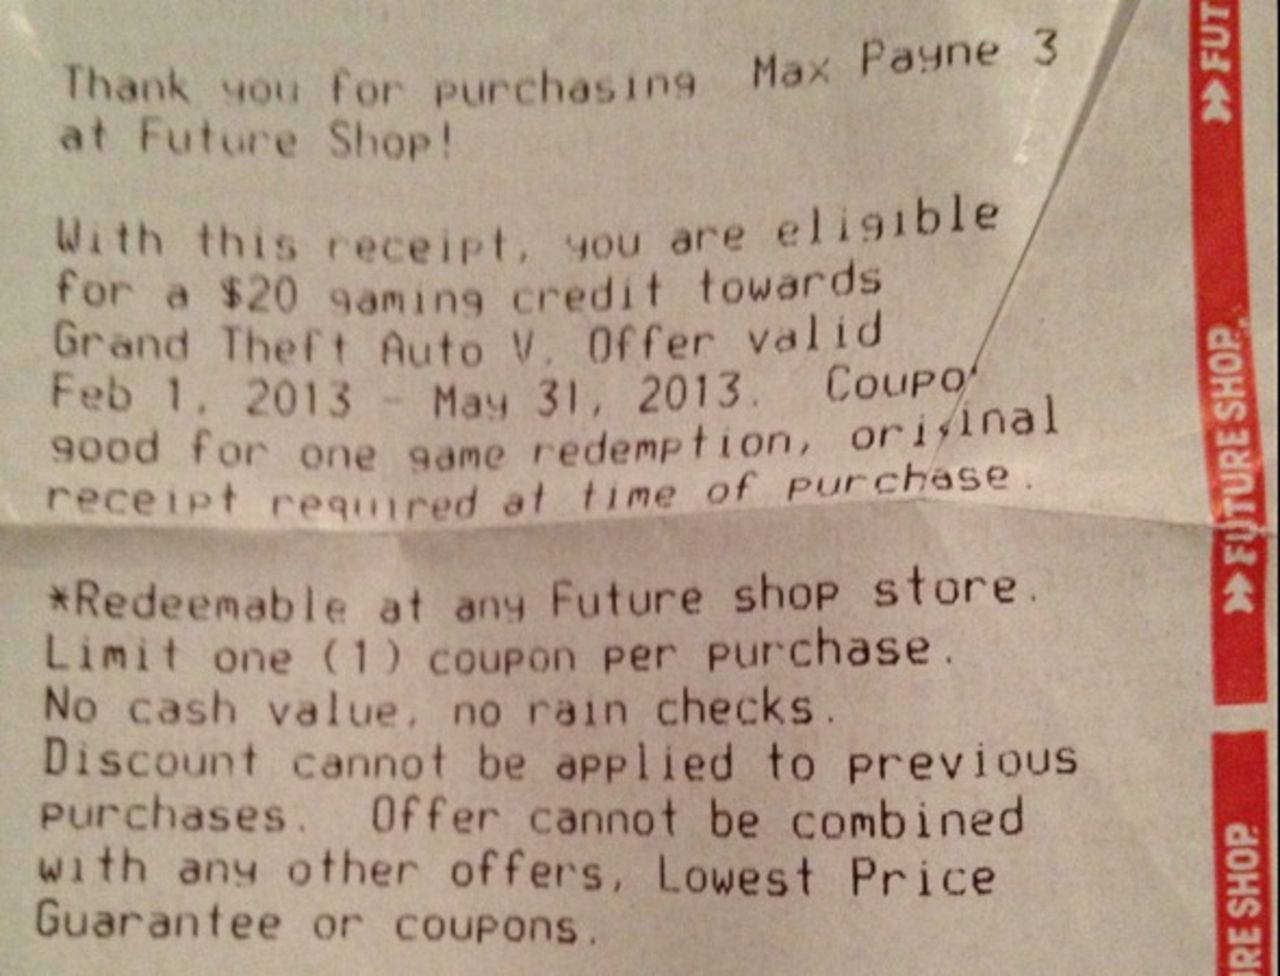 Thank you for purchasing Max Payne 3
at Future Shop!
With this receipt, you are eligible
for a $20 gaming credit towards
Grand Theft Auto V. Offer valid
Feb 1, 2013 - May 31, 2013. Coupo
good for one game redemption, original
receipt required at time of purchase.
*Redeemable at any Future shop store.
Limit one (1) coupon per purchase.
No cash value, no rain checks.
Discount cannot be applied to previous
purchases. Offer cannot be combined
with any other offers, Lowest Price
Guarantee or coupons.
FUT
FUTURE SHOP.
RE SHOP.